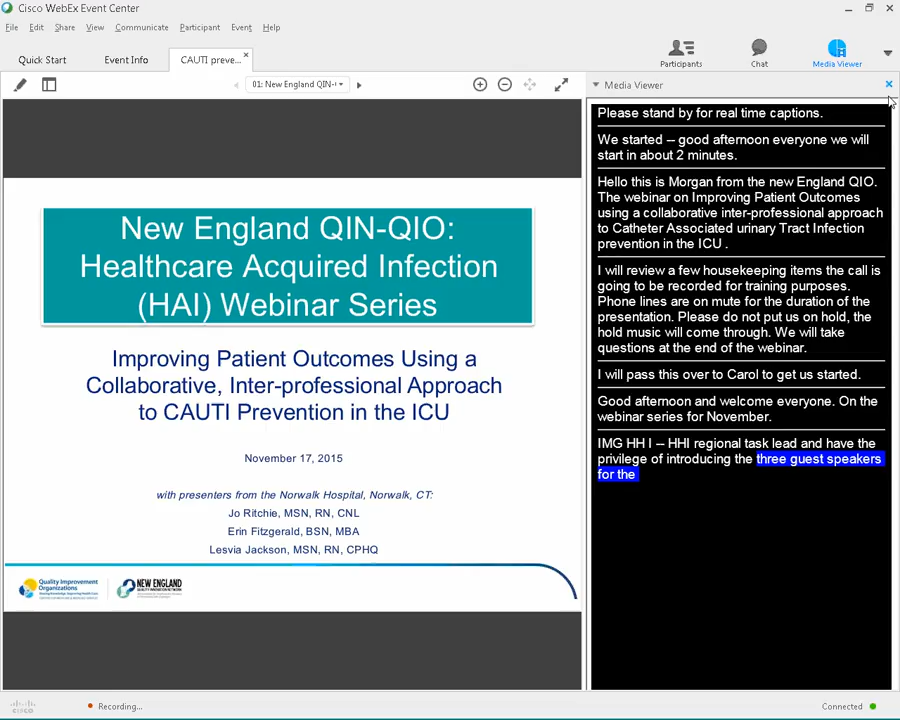 Cisco WebEx Event Center
File Edit Share View Communicate Participant Event Help
Quick Start Event Info CAUTI preve...
Participants Chat Media Viewer
01: New England QIN-
Media Viewer
New England QIN-QIO:
Healthcare Acquired Infection
(HAI) Webinar Series
Improving Patient Outcomes Using a
Collaborative, Inter-professional Approach
to CAUTI Prevention in the ICU
November 17, 2015
with presenters from the Norwalk Hospital, Norwalk, CT:
Jo Ritchie, MSN, RN, CNL
Erin Fitzgerald, BSN, MBA
Lesvia Jackson, MSN, RN, CPHQ
Quality Improvement
Organizations
NEW ENGLAND
Please stand by for real time captions.
We started -- good afternoon everyone we will
start in about 2 minutes.
Hello this is Morgan from the new England QIO.
The webinar on Improving Patient Outcomes
using a collaborative inter-professional approach
to Catheter Associated urinary Tract Infection
prevention in the ICU .
I will review a few housekeeping items the call is
going to be recorded for training purposes.
Phone lines are on mute for the duration of the
presentation. Please do not put us on hold, the
hold music will come through. We will take
questions at the end of the webinar.
I will pass this over to Carol to get us started.
Good afternoon and welcome everyone. On the
webinar series for November.
IMG HH I -- HHI regional task lead and have the
privilege of introducing the three guest speakers
for the
cisco
Recording...
Connected